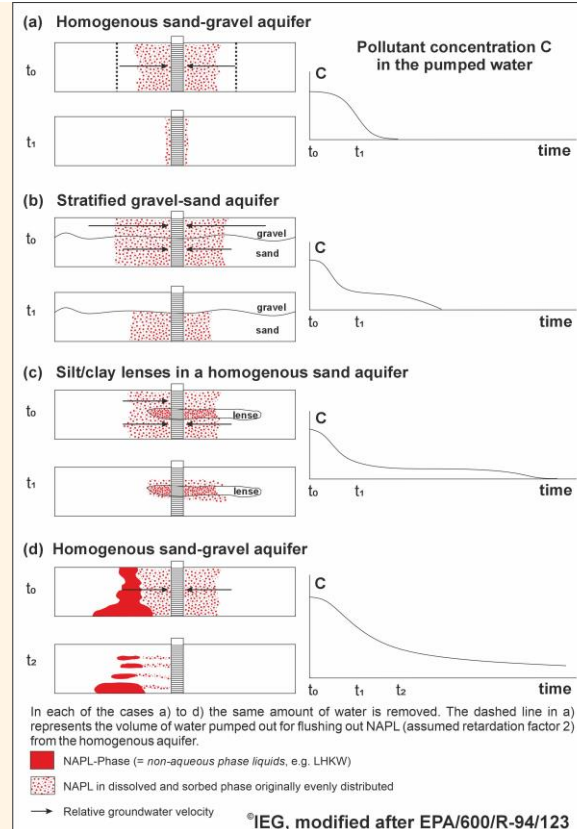 (a) Homogenous sand-gravel aquifer
Pollutant concentration C
in the pumped water
t₀
C
t₁
t₀ t₁ time
(b) Stratified gravel-sand aquifer
t₀
gravel
sand
C
t₁
gravel
sand
t₀ t₁
time
(c) Silt/clay lenses in a homogenous sand aquifer
t₀
lense
C
t₁
lense
t₀ t₁
time
(d) Homogenous sand-gravel aquifer
t₀
C
t₂
t₀ t₁ t₂
time
In each of the cases a) to d) the same amount of water is removed. The dashed line in a)
represents the volume of water pumped out for flushing out NAPL (assumed retardation factor 2)
from the homogenous aquifer.
NAPL-Phase (= non-aqueous phase liquids, e.g. LHKW)
NAPL in dissolved and sorbed phase originally evenly distributed
Relative groundwater velocity
©IEG, modified after EPA/600/R-94/123